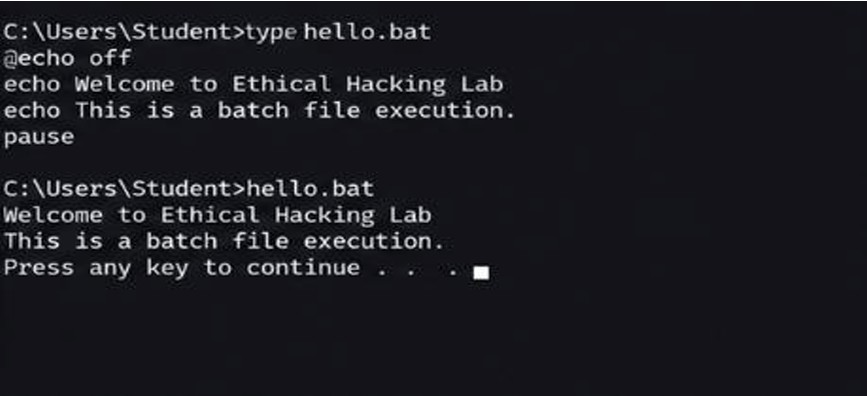 C:\Users\Student>type hello.bat
@echo off
echo Welcome to Ethical Hacking Lab
echo This is a batch file execution.
pause
C:\Users\Student>hello.bat
Welcome to Ethical Hacking Lab
This is a batch file execution.
Press any key to continue . . .